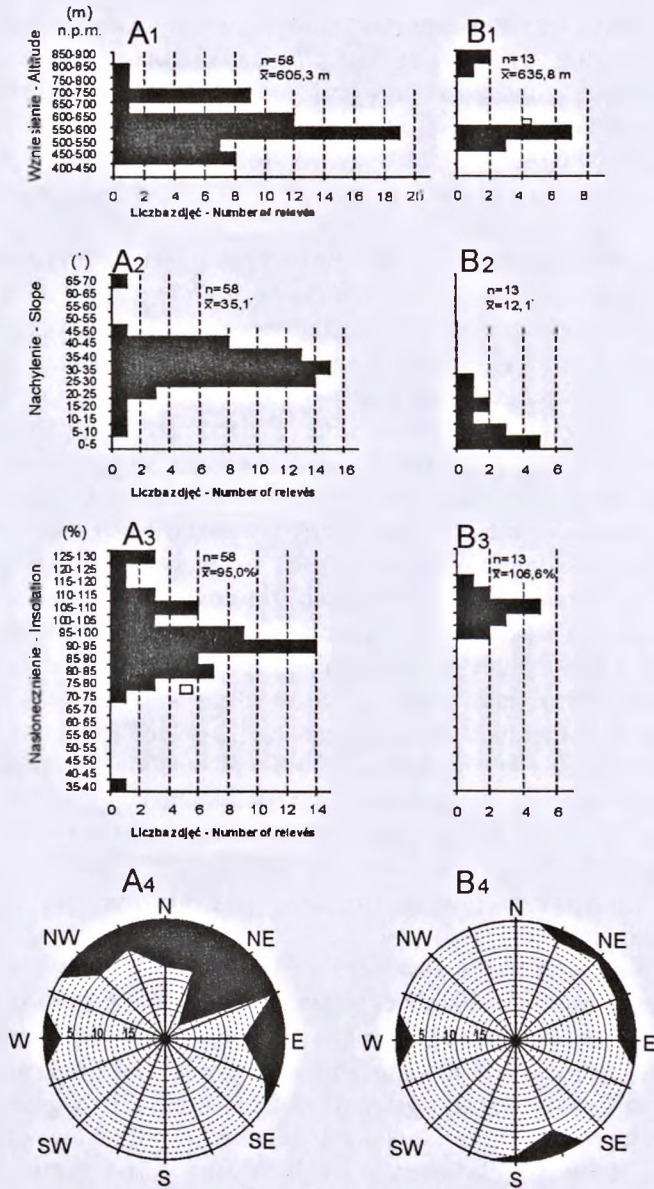 (m)
n.p.m.
A1
B1
Wzniesienie - Altitude
850-900
800-850
750-800
700-750
650-700
600-650
550-600
500-550
450-500
400-450
n=58
x̅=605,3 m
n=13
x̅=635,8 m
0 2 4 6 8 10 12 14 16 18 20
0 2 4 6 8
Liczba zdjęć - Number of relevés
(°)
A2
B2
Nachylenie - Slope
65-70
60-65
55-60
50-55
45-50
40-45
35-40
30-35
25-30
20-25
15-20
10-15
5-10
0-5
n=58
x̅=35,1°
n=13
x̅=12,1°
0 2 4 6 8 10 12 14 16
0 2 4 6
Liczba zdjęć - Number of relevés
(%)
A3
B3
Nasłonecznienie - Insolation
125-130
120-125
115-120
110-115
105-110
100-105
95-100
90-95
85-90
80-85
75-80
70-75
65-70
60-65
55-60
50-55
45-50
40-45
35-40
n=58
x̅=95,0%
n=13
x̅=106,6%
0 2 4 6 8 10 12 14
0 2 4 6
Liczba zdjęć - Number of relevés
A4
N
NW
NE
W
5 10 15
E
SW
SE
S
B4
N
NW
NE
W
5 10 15
E
SW
SE
S